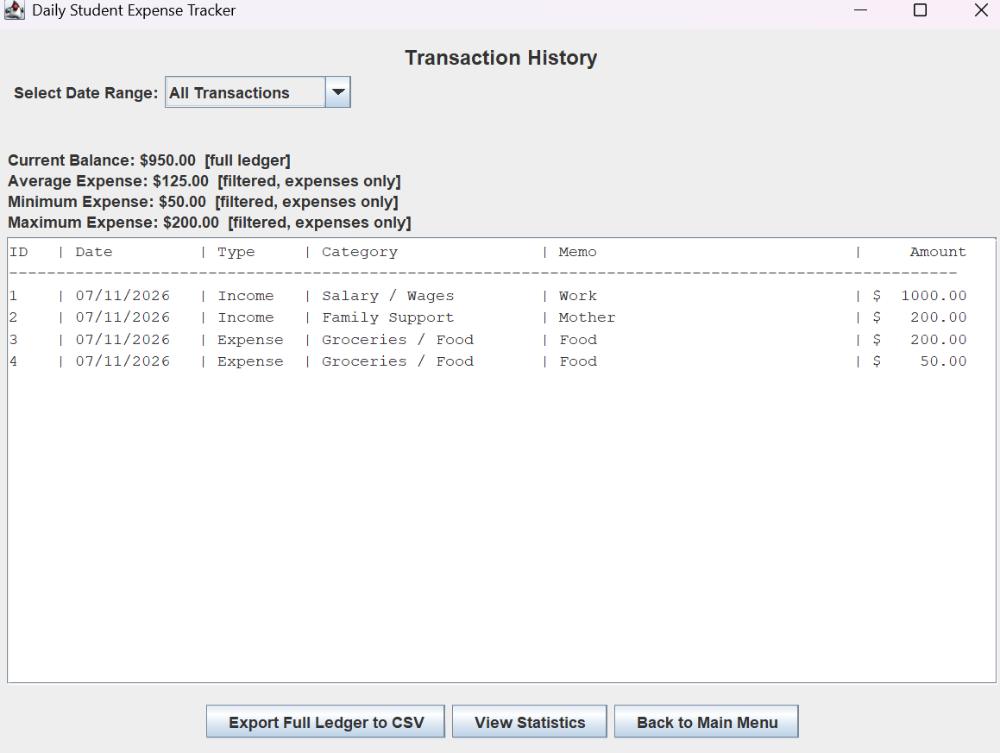 Daily Student Expense Tracker
Transaction History
Select Date Range: All Transactions
Current Balance: $950.00 [full ledger]
Average Expense: $125.00 [filtered, expenses only]
Minimum Expense: $50.00 [filtered, expenses only]
Maximum Expense: $200.00 [filtered, expenses only]
ID | Date | Type | Category | Memo | Amount
----------------------------------------------------------------------------------------------------
1 | 07/11/2026 | Income | Salary / Wages | Work | $ 1000.00
2 | 07/11/2026 | Income | Family Support | Mother | $ 200.00
3 | 07/11/2026 | Expense | Groceries / Food | Food | $ 200.00
4 | 07/11/2026 | Expense | Groceries / Food | Food | $ 50.00
Export Full Ledger to CSV View Statistics Back to Main Menu